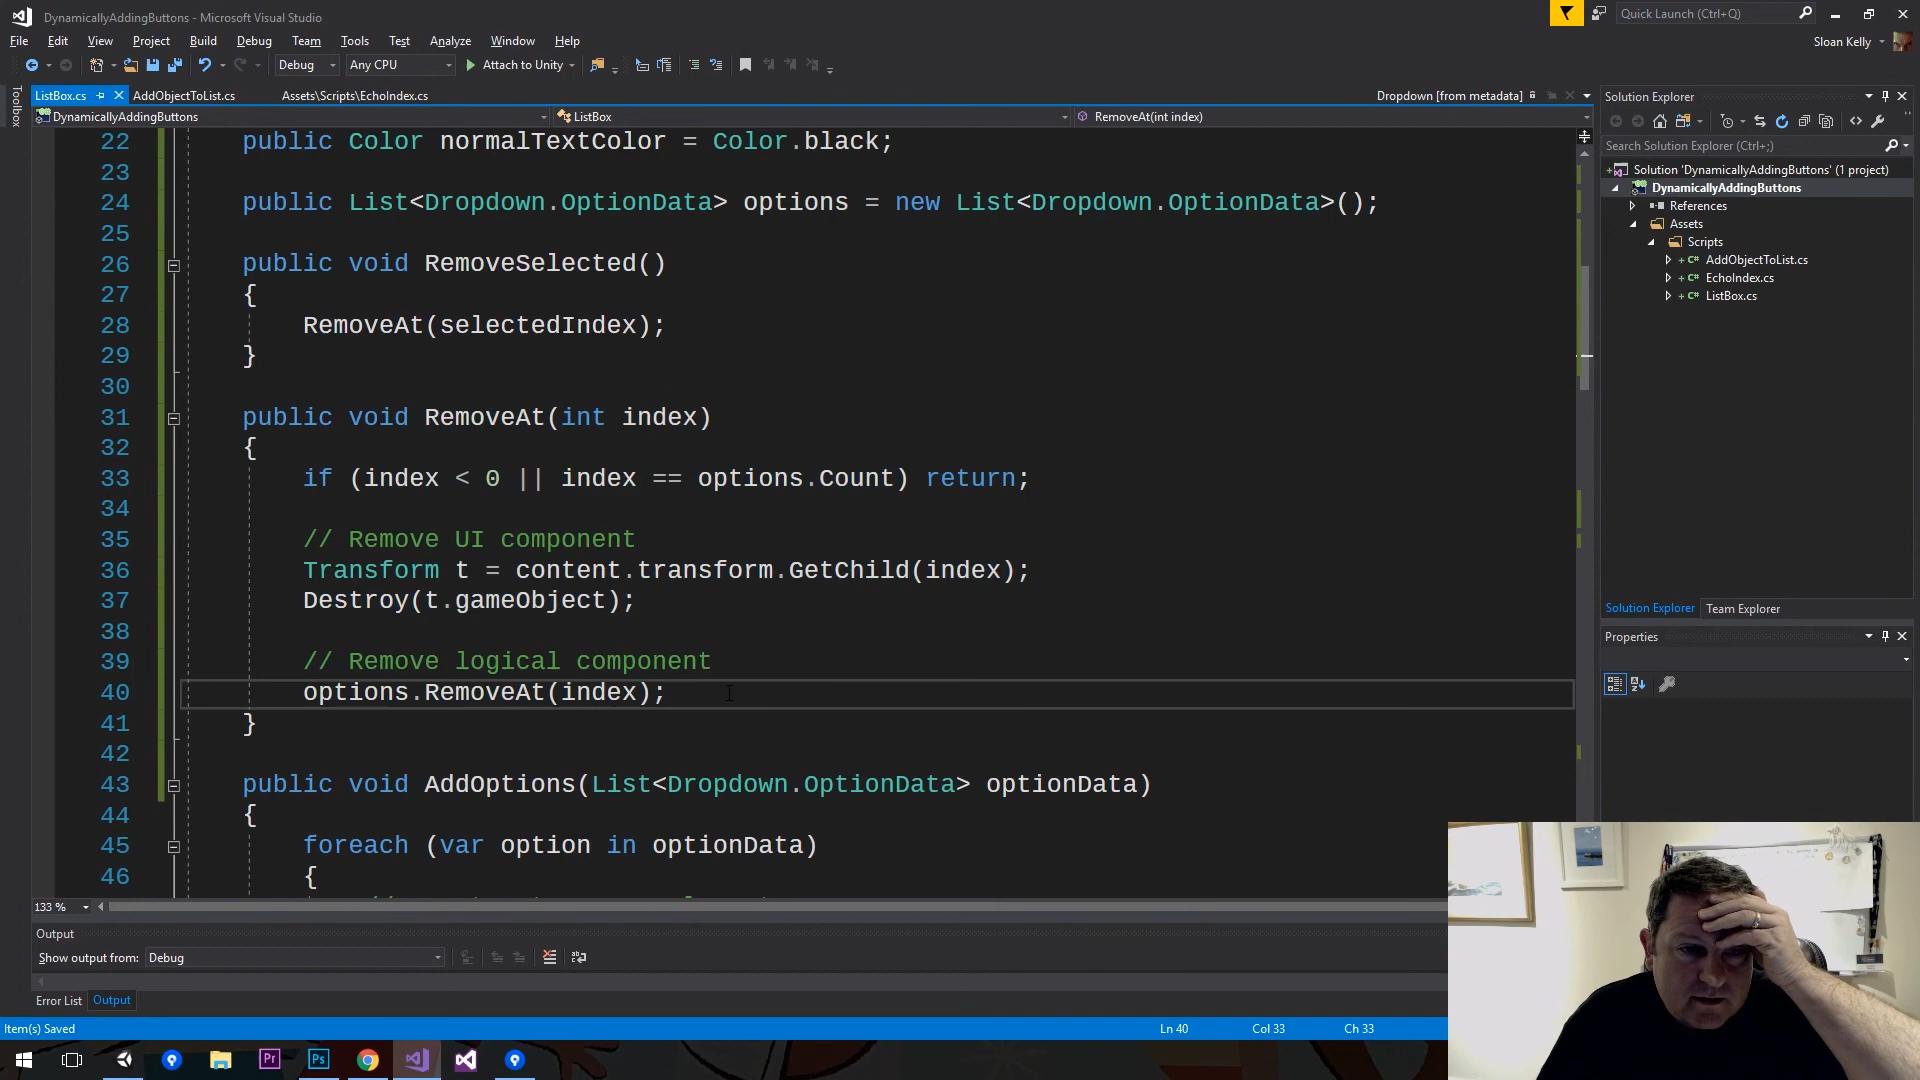 DynamicallyAddingButtons - Microsoft Visual Studio
Quick Launch (Ctrl+Q)
File Edit View Project Build Debug Team Tools Test Analyze Window Help
Sloan Kelly
Debug Any CPU Attach to Unity
Toolbox
ListBox.cs AddObjectToList.cs Assets\Scripts\EchoIndex.cs Dropdown [from metadata]
DynamicallyAddingButtons ListBox RemoveAt(int index)
22 public Color normalTextColor = Color.black;
23
24 public List<Dropdown.OptionData> options = new List<Dropdown.OptionData>();
25
26 public void RemoveSelected()
27 {
28 RemoveAt(selectedIndex);
29 }
30
31 public void RemoveAt(int index)
32 {
33 if (index < 0 || index == options.Count) return;
34
35 // Remove UI component
36 Transform t = content.transform.GetChild(index);
37 Destroy(t.gameObject);
38
39 // Remove logical component
40 options.RemoveAt(index);
41 }
42
43 public void AddOptions(List<Dropdown.OptionData> optionData)
44 {
45 foreach (var option in optionData)
46 {
133 %
Output
Show output from: Debug
Error List Output
Item(s) Saved
Ln 40 Col 33 Ch 33
Solution Explorer
Search Solution Explorer (Ctrl+;)
Solution 'DynamicallyAddingButtons' (1 project)
DynamicallyAddingButtons
References
Assets
Scripts
AddObjectToList.cs
EchoIndex.cs
ListBox.cs
Solution Explorer Team Explorer
Properties
Pr Ps